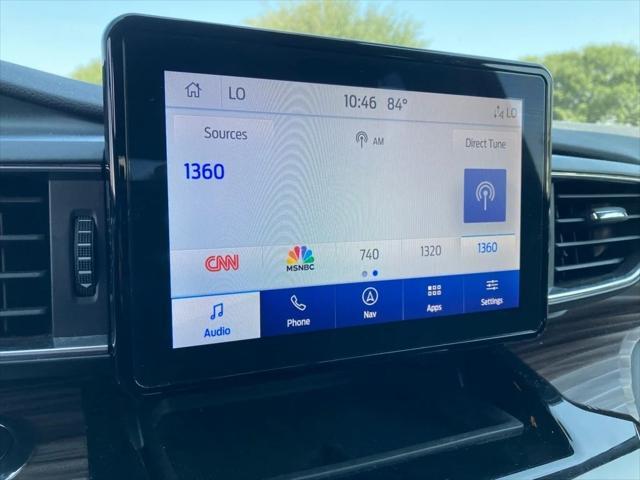 LO 10:46 84° LO
Sources AM Direct Tune
1360
CNN MSNBC 740 1320 1360
Audio Phone Nav Apps Settings